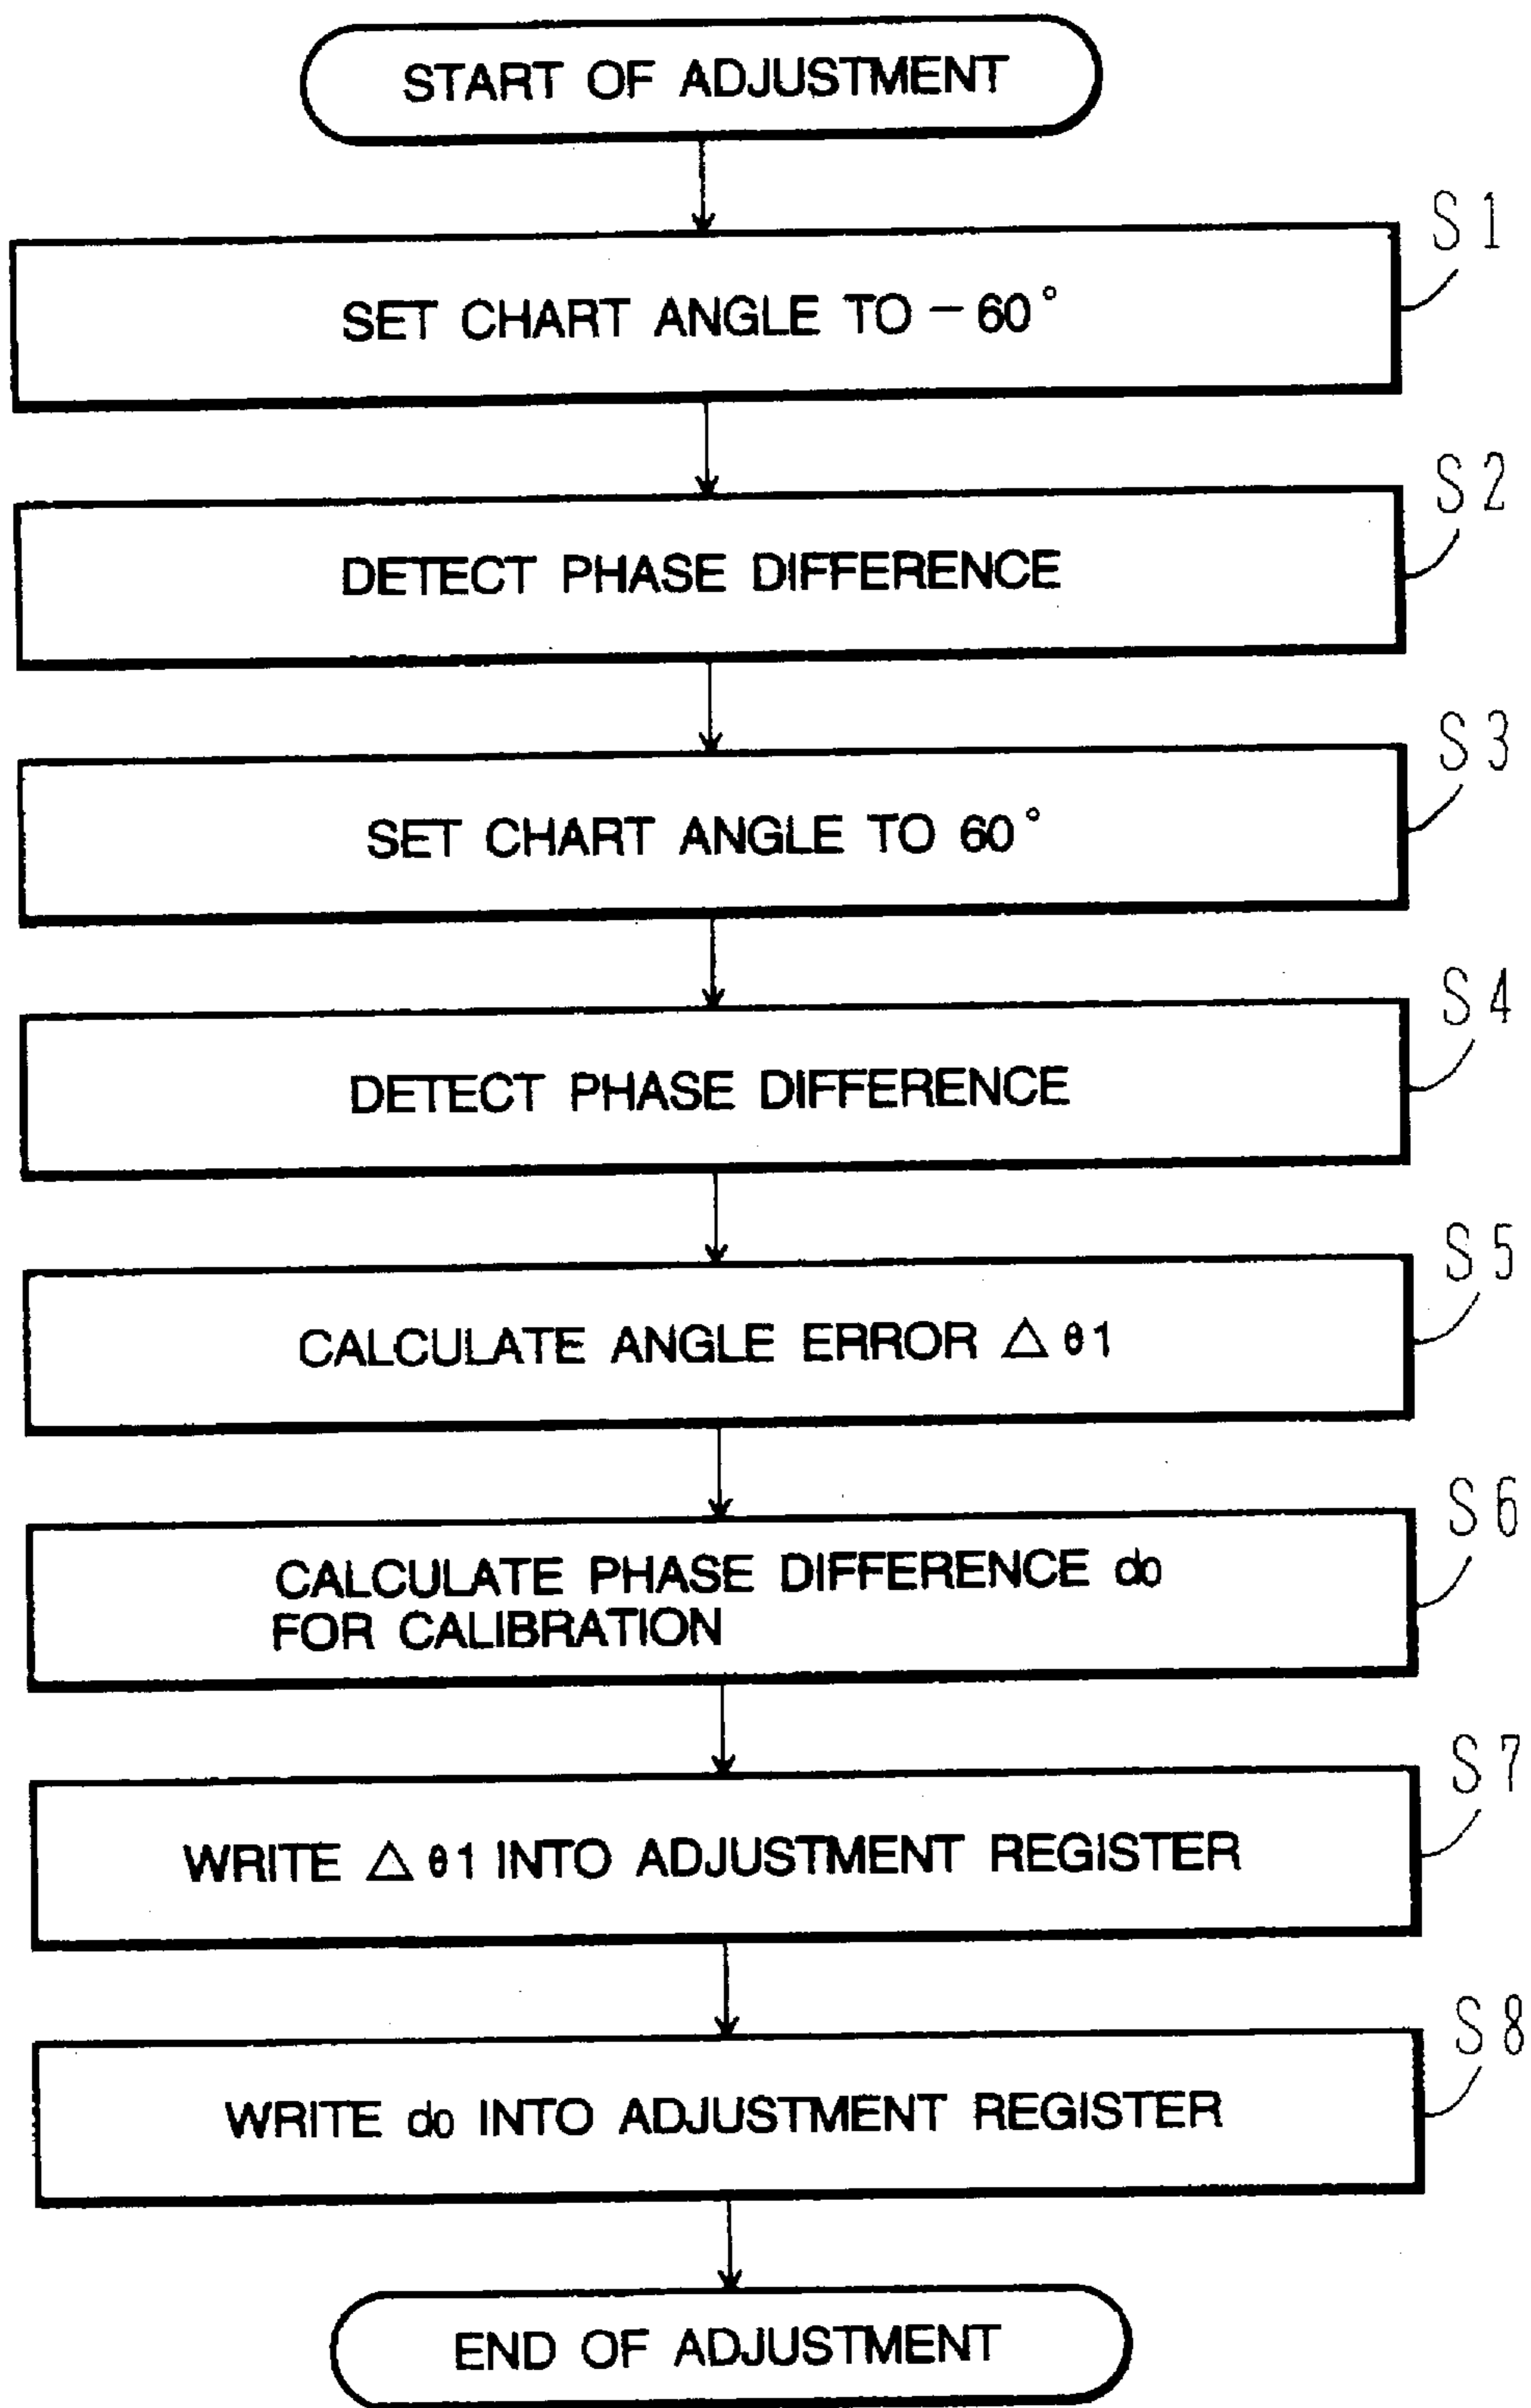 START OF ADJUSTMENT
S1
SET CHART ANGLE TO −60°
S2
DETECT PHASE DIFFERENCE
S3
SET CHART ANGLE TO 60°
S4
DETECT PHASE DIFFERENCE
S5
CALCULATE ANGLE ERROR △θ1
S6
CALCULATE PHASE DIFFERENCE do
FOR CALIBRATION
S7
WRITE △θ1 INTO ADJUSTMENT REGISTER
S8
WRITE do INTO ADJUSTMENT REGISTER
END OF ADJUSTMENT